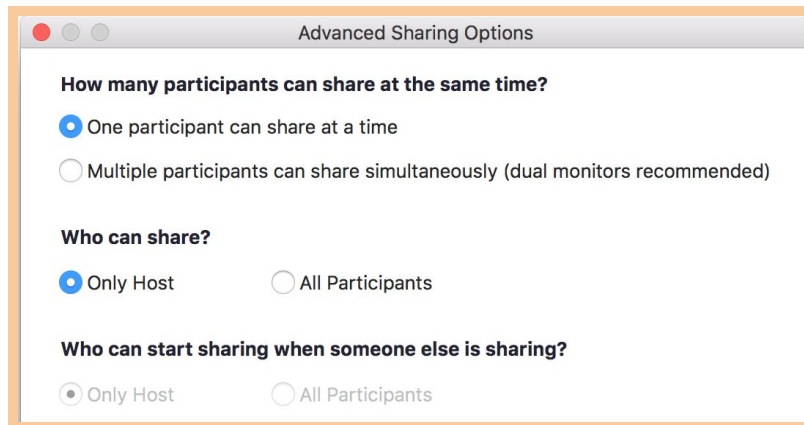 Advanced Sharing Options
How many participants can share at the same time?
One participant can share at a time
Multiple participants can share simultaneously (dual monitors recommended)
Who can share?
Only Host All Participants
Who can start sharing when someone else is sharing?
Only Host All Participants